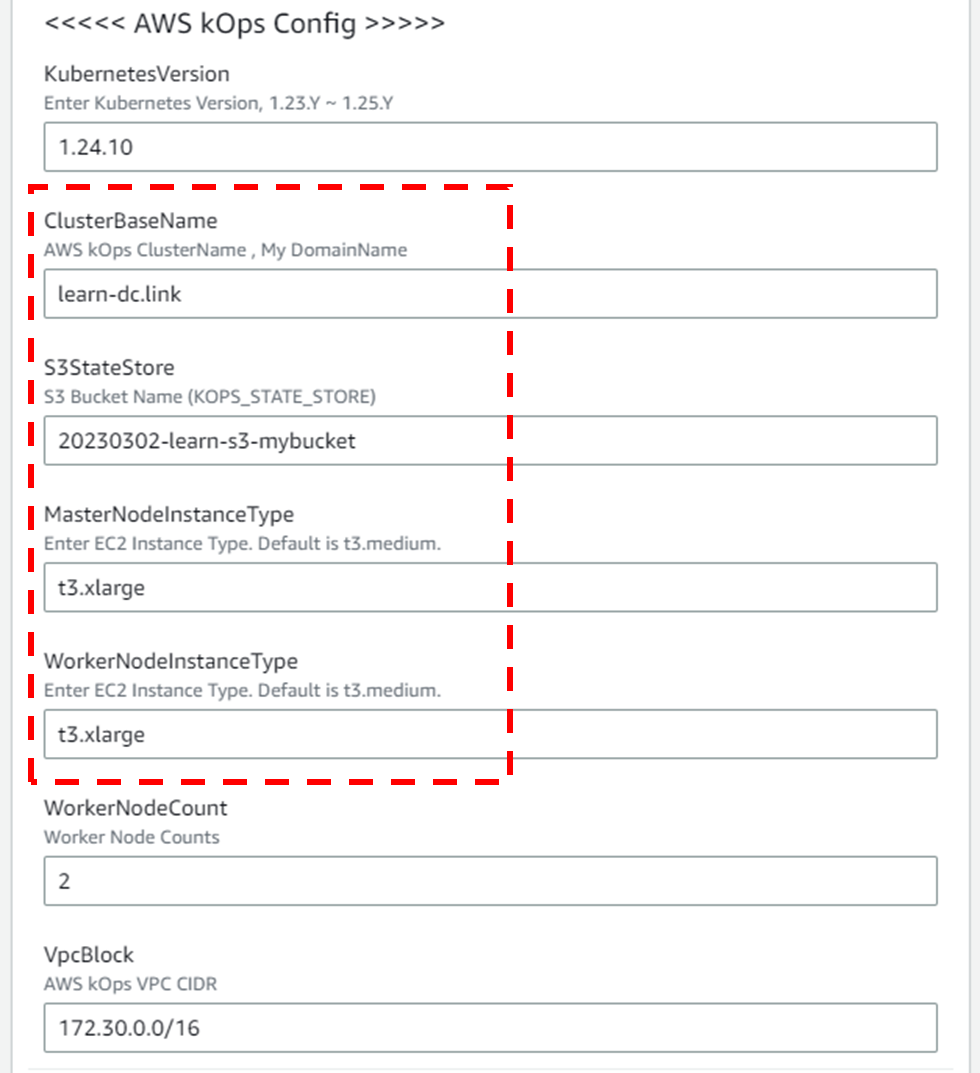 <<<<< AWS kOps Config >>>>>
KubernetesVersion
Enter Kubernetes Version, 1.23.Y ~ 1.25.Y
1.24.10
ClusterBaseName
AWS kOps ClusterName , My DomainName
learn-dc.link
S3StateStore
S3 Bucket Name (KOPS_STATE_STORE)
20230302-learn-s3-mybucket
MasterNodeInstanceType
Enter EC2 Instance Type. Default is t3.medium.
t3.xlarge
WorkerNodeInstanceType
Enter EC2 Instance Type. Default is t3.medium.
t3.xlarge
WorkerNodeCount
Worker Node Counts
2
VpcBlock
AWS kOps VPC CIDR
172.30.0.0/16